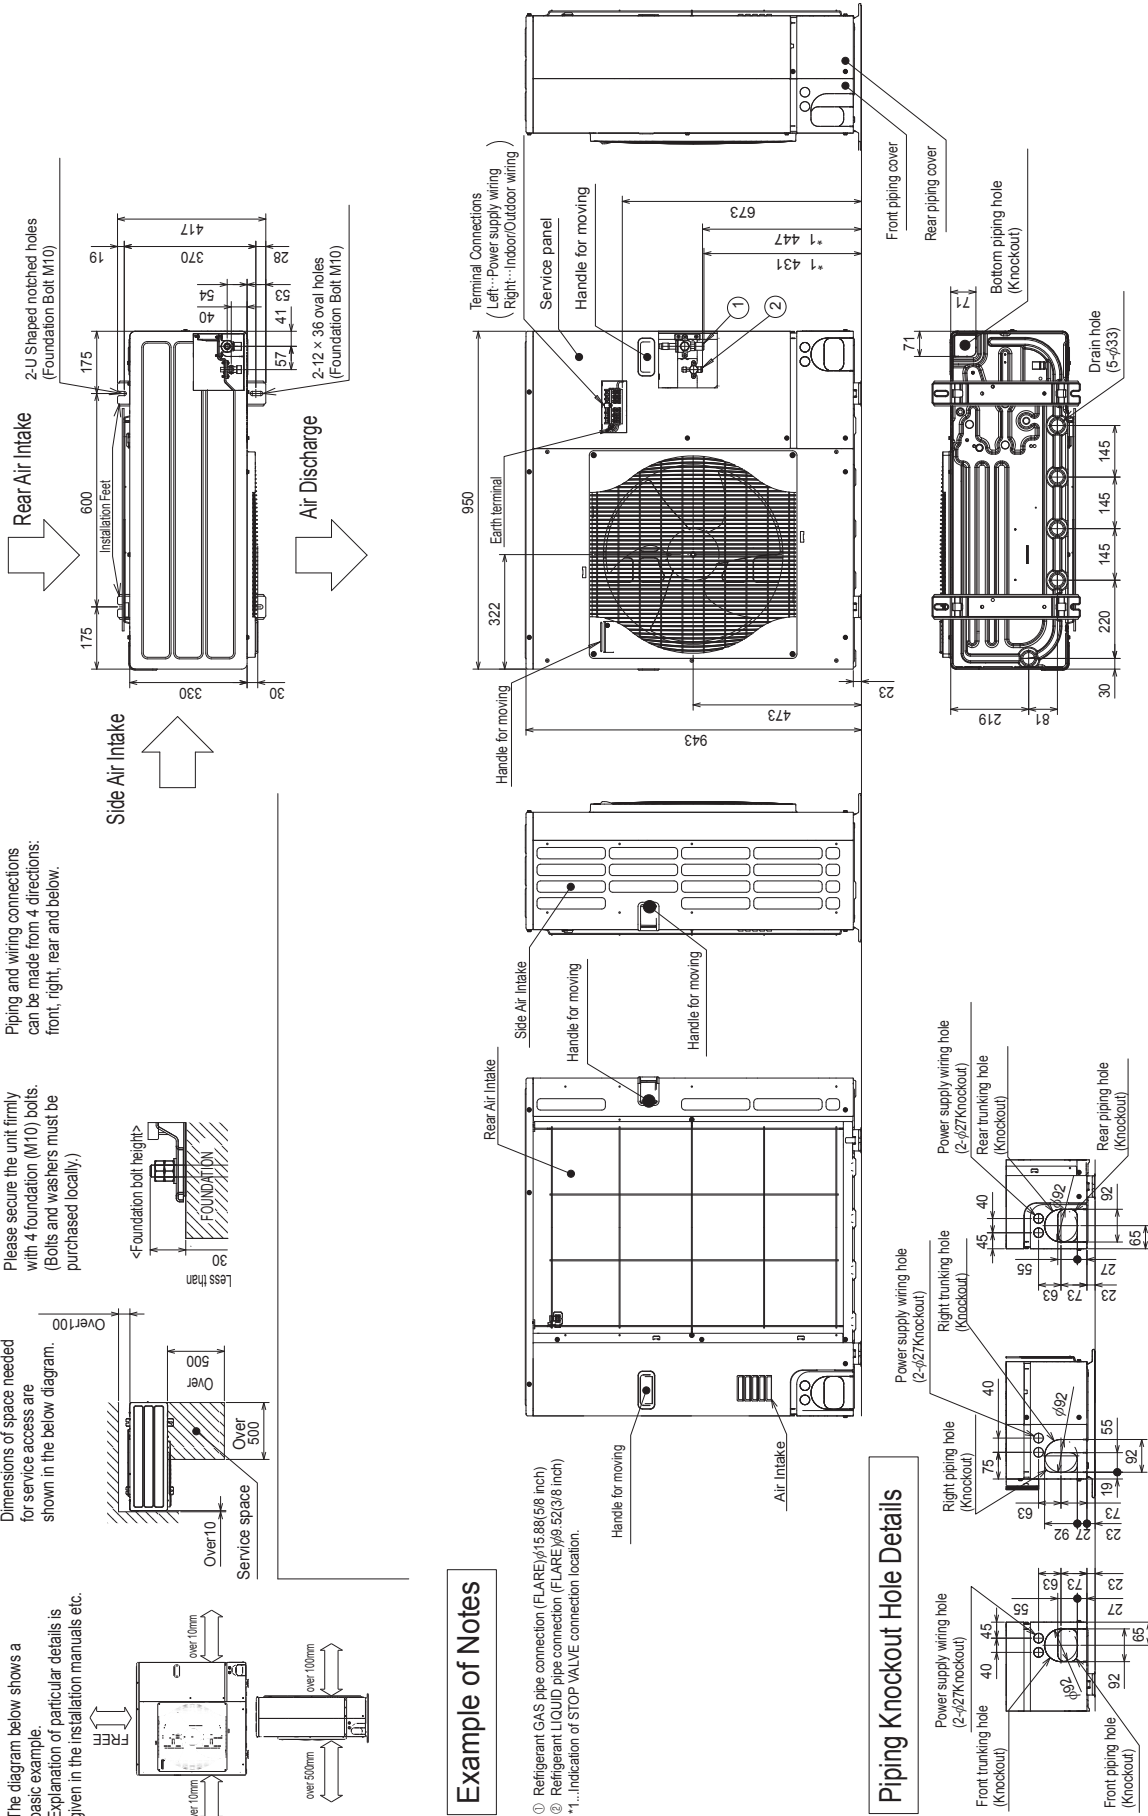 The diagram below shows a
basic example.
Explanation of particular details is
given in the installation manuals etc.
FREE
over 10mm
over 10mm
over 500mm
over 100mm
Dimensions of space needed
for service access are
shown in the below diagram.
Over100
Over10
Over
500
Over
500
Service space
Please secure the unit firmly
with 4 foundation (M10) bolts.
(Bolts and washers must be
purchased locally.)
<Foundation bolt height>
FOUNDATION
Less than
30
Piping and wiring connections
can be made from 4 directions:
front, right, rear and below.
Rear Air Intake
Side Air Intake
Air Discharge
2-U Shaped notched holes
(Foundation Bolt M10)
2-12 × 36 oval holes
(Foundation Bolt M10)
Installation Feet
175
600
175
330
30
19
370
417
28
53
54
40
41
57
Example of Notes
① Refrigerant GAS pipe connection (FLARE)ϕ15.88(5/8 inch)
② Refrigerant LIQUID pipe connection (FLARE)ϕ9.52(3/8 inch)
*1...Indication of STOP VALVE connection location.
Rear Air Intake
Handle for moving
Handle for moving
Air Intake
Side Air Intake
Handle for moving
Handle for moving
Earth terminal
950
322
943
473
23
Terminal Connections
Left···Power supply wiring
Right···Indoor/Outdoor wiring
Service panel
Handle for moving
①
②
673
*1 447
*1 431
Front piping cover
Rear piping cover
Bottom piping hole
(Knockout)
Drain hole
(5-ϕ33)
71
71
219
81
30
220
145
145
145
Piping Knockout Hole Details
Power supply wiring hole
(2-ϕ27Knockout)
Front trunking hole
(Knockout)
Front piping hole
(Knockout)
40
45
55
63
73
23
27
65
92
ϕ92
Power supply wiring hole
(2-ϕ27Knockout)
Right trunking hole
(Knockout)
Right piping hole
(Knockout)
40
75
63
92
27
73
23
19
55
92
ϕ92
Power supply wiring hole
(2-ϕ27Knockout)
Rear trunking hole
(Knockout)
Rear piping hole
(Knockout)
40
45
55
63
73
23
27
65
92
ϕ92